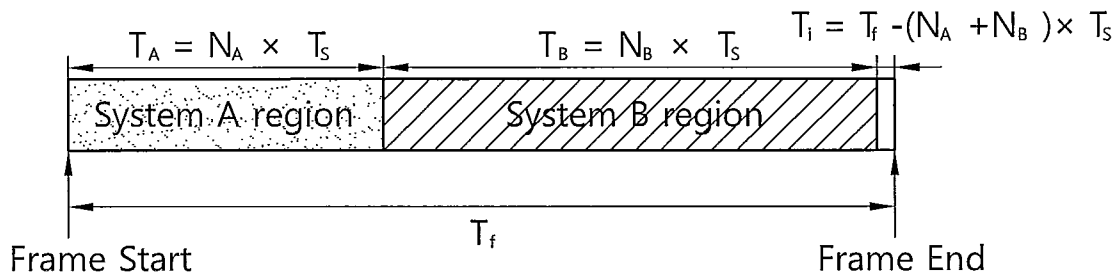 Tᵢ = T_f -(N_A +N_B )× T_S
T_A = N_A × T_S
T_B = N_B × T_S
System A region
System B region
T_f
Frame Start
Frame End